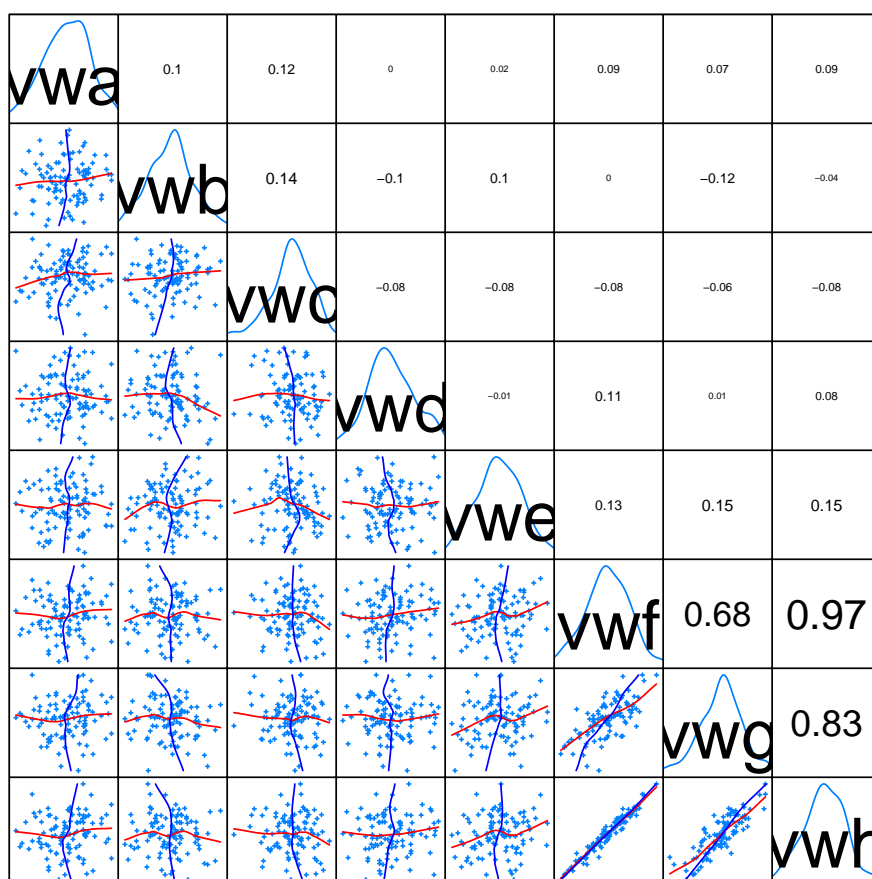 vwa 0.1 0.12 0 0.02 0.09 0.07 0.09
vwb 0.14 −0.1 0.1 0 −0.12 −0.04
vwc −0.08 −0.08 −0.08 −0.06 −0.08
vwd −0.01 0.11 0.01 0.08
vwe 0.13 0.15 0.15
vwf 0.68 0.97
vwg 0.83
vwh